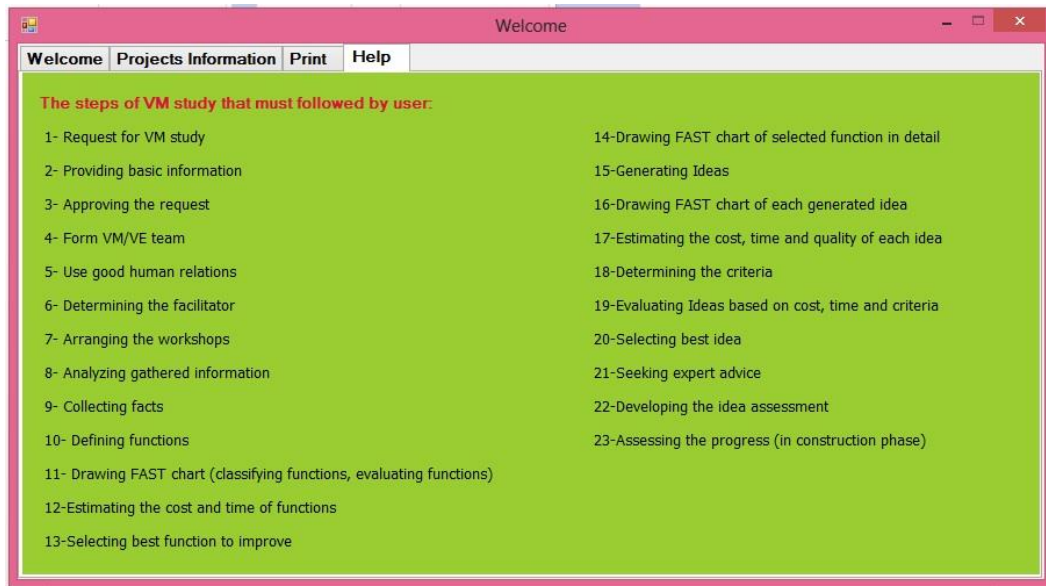 Welcome
Welcome Projects Information Print Help
The steps of VM study that must followed by user:
1- Request for VM study
2- Providing basic information
3- Approving the request
4- Form VM/VE team
5- Use good human relations
6- Determining the facilitator
7- Arranging the workshops
8- Analyzing gathered information
9- Collecting facts
10- Defining functions
11- Drawing FAST chart (classifying functions, evaluating functions)
12-Estimating the cost and time of functions
13-Selecting best function to improve
14-Drawing FAST chart of selected function in detail
15-Generating Ideas
16-Drawing FAST chart of each generated idea
17-Estimating the cost, time and quality of each idea
18-Determining the criteria
19-Evaluating Ideas based on cost, time and criteria
20-Selecting best idea
21-Seeking expert advice
22-Developing the idea assessment
23-Assessing the progress (in construction phase)